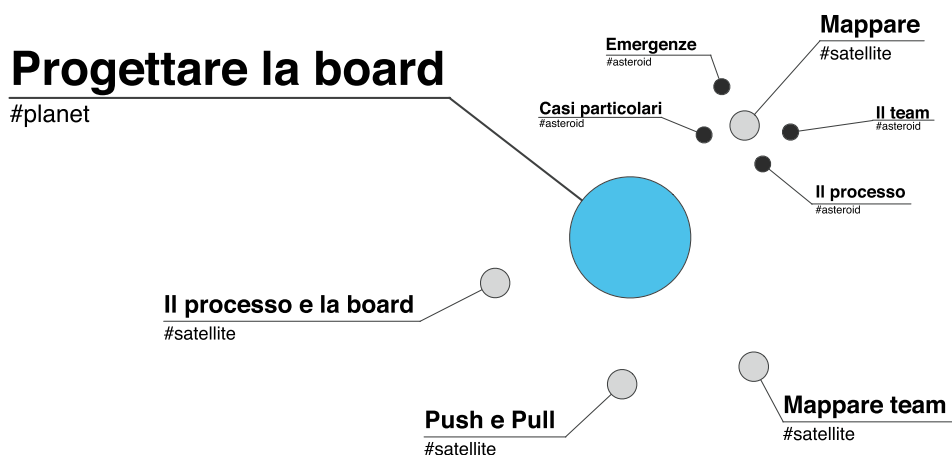 Progettare la board
#planet
Mappare
#satellite
Emergenze
#asteroid
Casi particolari
#asteroid
Il team
#asteroid
Il processo
#asteroid
Il processo e la board
#satellite
Push e Pull
#satellite
Mappare team
#satellite